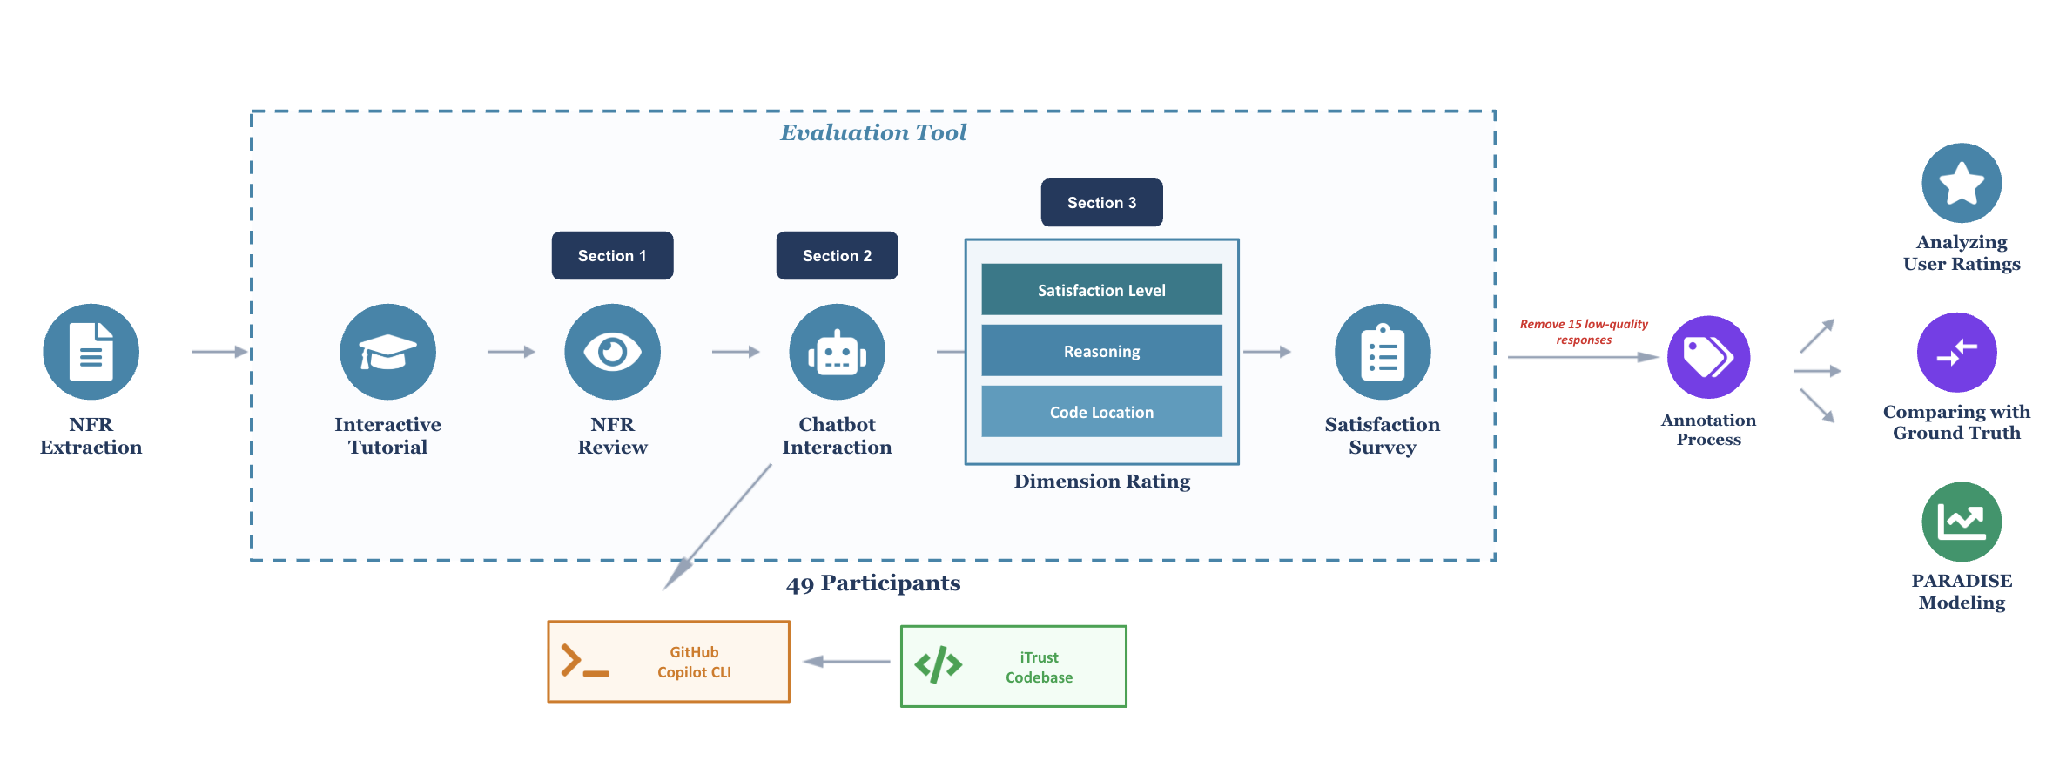 Evaluation Tool
NFR
Extraction
Interactive
Tutorial
Section 1
NFR
Review
Section 2
Chatbot
Interaction
Section 3
Satisfaction Level
Reasoning
Code Location
Dimension Rating
Satisfaction
Survey
49 Participants
GitHub
Copilot CLI
iTrust
Codebase
Remove 15 low-quality
responses
Annotation
Process
Analyzing
User Ratings
Comparing with
Ground Truth
PARADISE
Modeling